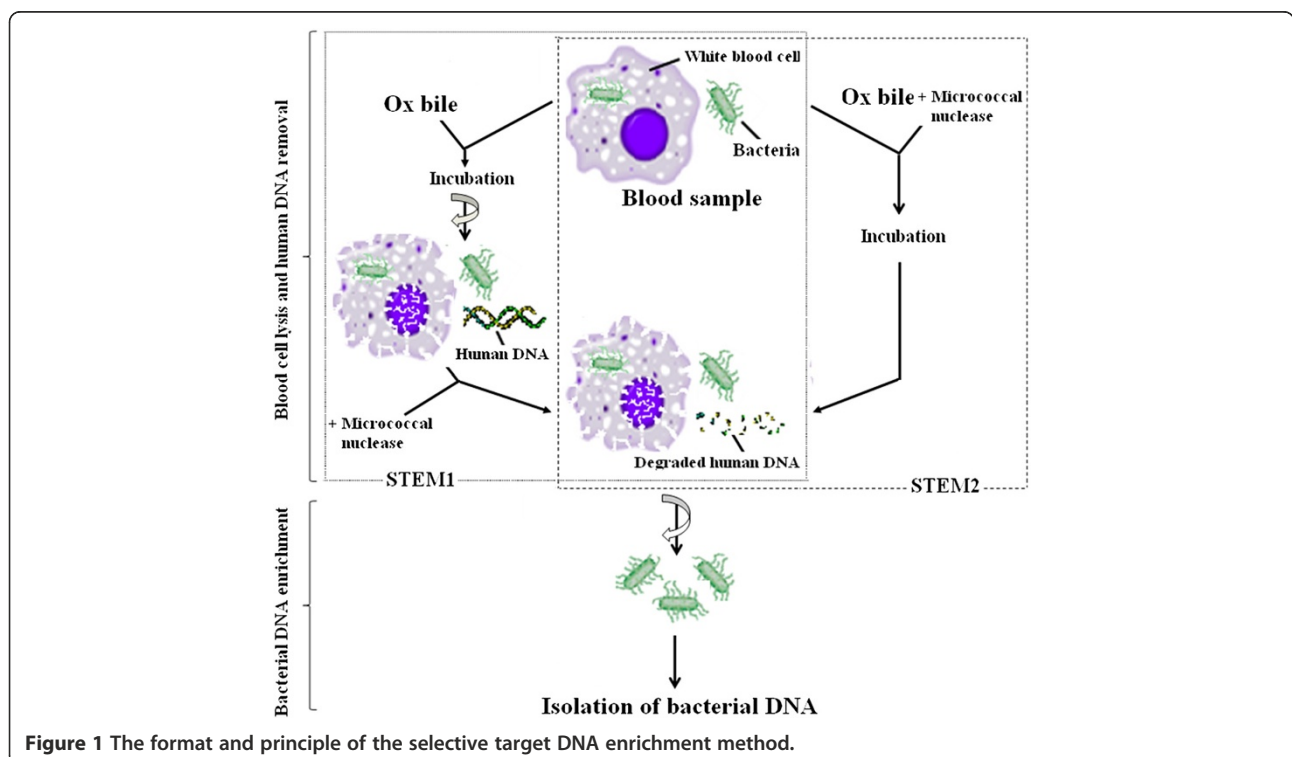 Blood cell lysis and human DNA removal
White blood cell
Ox bile
Ox bile + Micrococcal
nuclease
Bacteria
Incubation
Blood sample
Incubation
Human DNA
+ Micrococcal
nuclease
Degraded human DNA
STEM1
STEM2
Bacterial DNA enrichment
Isolation of bacterial DNA
Figure 1 The format and principle of the selective target DNA enrichment method.